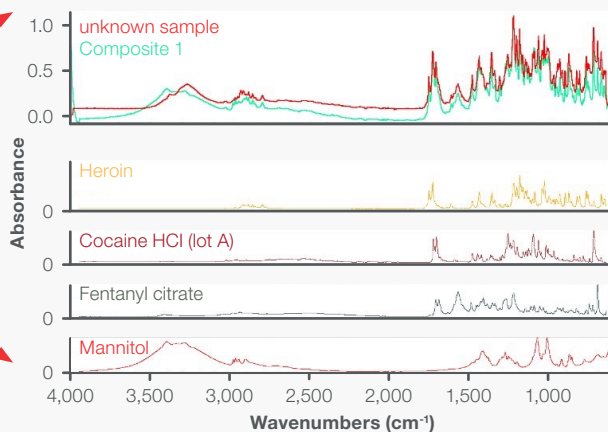 1.0
unknown sample
Composite 1
0.5
0.0
Absorbance
Heroin
0
Cocaine HCI (lot A)
0
Fentanyl citrate
0
Mannitol
0
4,000 3,500 3,000 2,500 2,000 1,500 1,000
Wavenumbers (cm⁻¹)